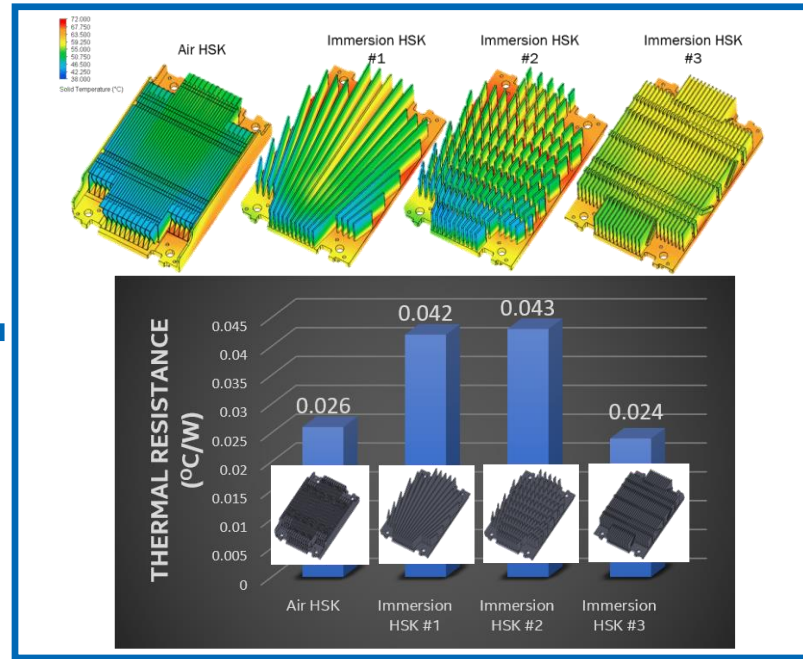 72.000
67.750
63.500
59.250
55.000
50.750
46.500
42.250
38.000
Solid Temperature (°C)
Air HSK
Immersion HSK
#1
Immersion HSK
#2
Immersion HSK
#3
THERMAL RESISTANCE
(⁰C/W)
0.045
0.04
0.035
0.03
0.025
0.02
0.015
0.01
0.005
0
0.026
0.042
0.043
0.024
Air HSK
Immersion
HSK #1
Immersion
HSK #2
Immersion
HSK #3